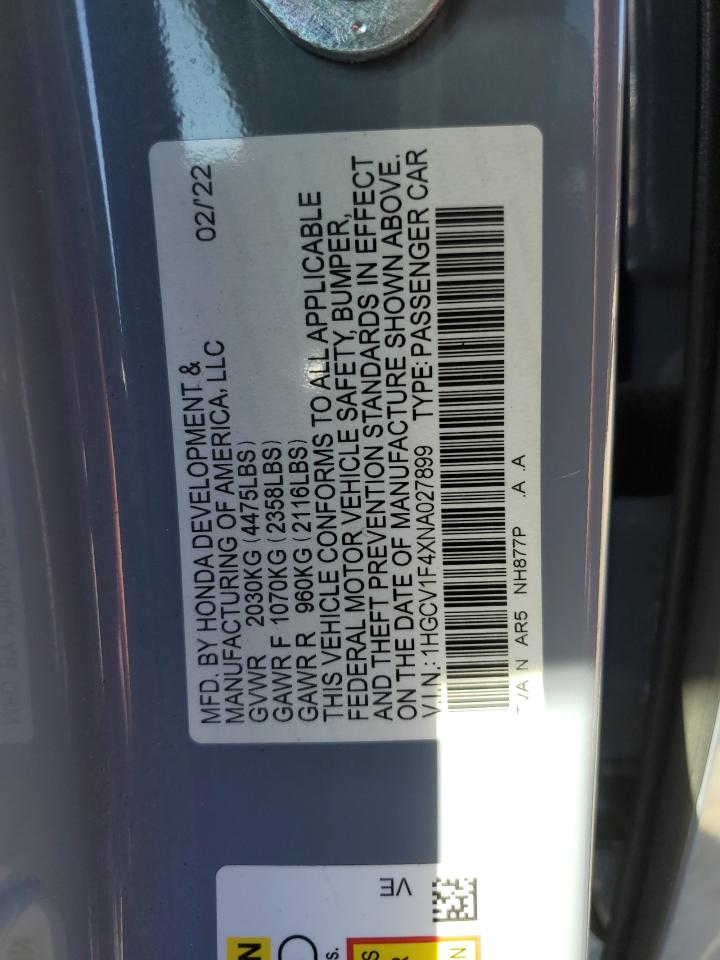 MFD. BY HONDA DEVELOPMENT & 02/'22
MANUFACTURING OF AMERICA, LLC
GVWR 2030KG (4475LBS)
GAWR F 1070KG (2358LBS)
GAWR R 960KG (2116LBS)
THIS VEHICLE CONFORMS TO ALL APPLICABLE
FEDERAL MOTOR VEHICLE SAFETY, BUMPER,
AND THEFT PREVENTION STANDARDS IN EFFECT
ON THE DATE OF MANUFACTURE SHOWN ABOVE.
V.I.N.: 1HGCV1F4XNA027899 TYPE: PASSENGER CAR
AR5 NH877P .A .A
VE